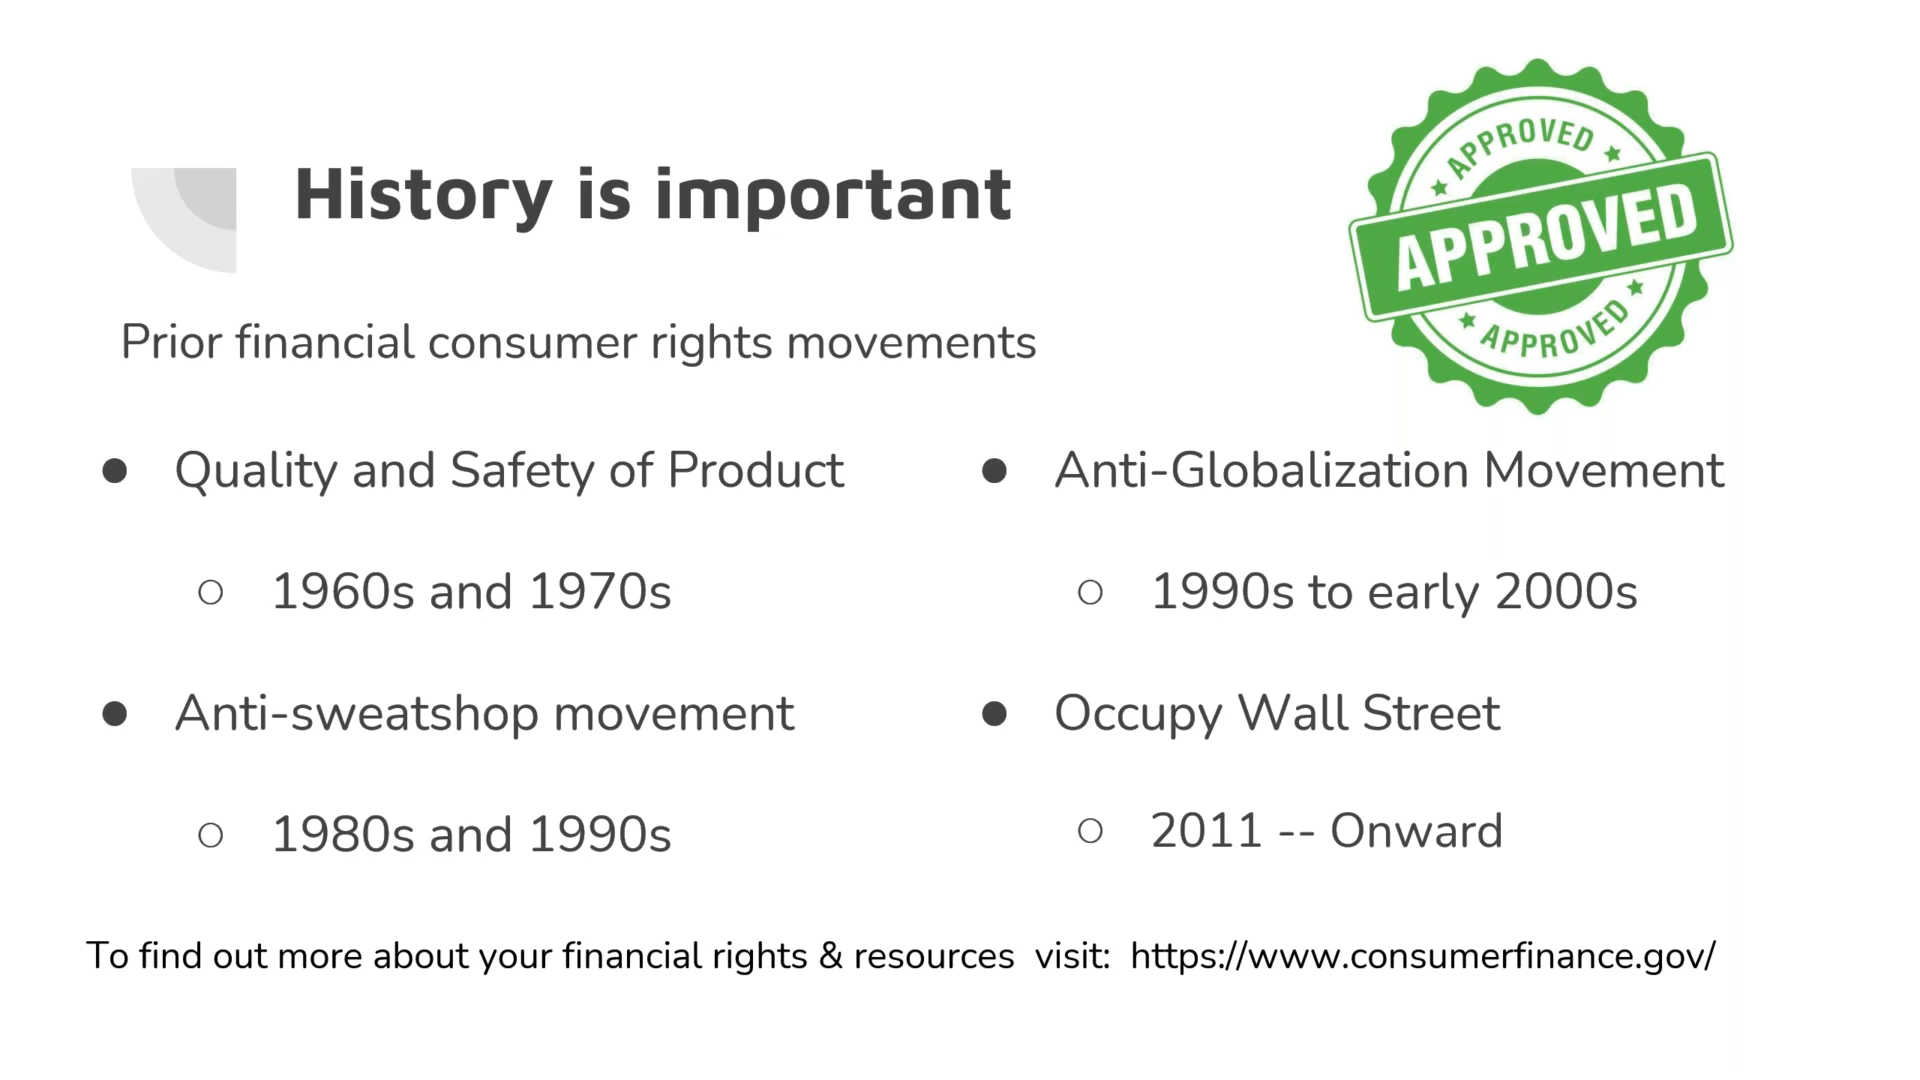 History is important
APPROVED
APPROVED
APPROVED
Prior financial consumer rights movements
● Quality and Safety of Product
○ 1960s and 1970s
● Anti-sweatshop movement
○ 1980s and 1990s
● Anti-Globalization Movement
○ 1990s to early 2000s
● Occupy Wall Street
○ 2011 -- Onward
To find out more about your financial rights & resources visit: https://www.consumerfinance.gov/